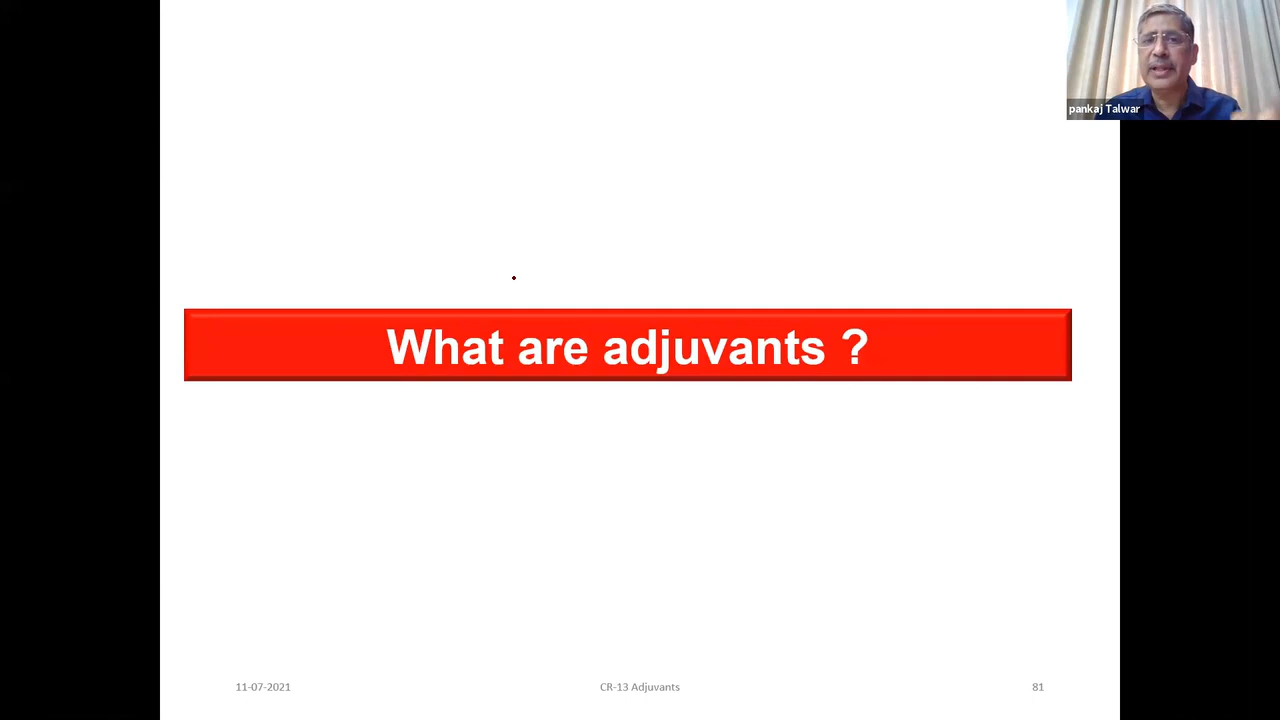 pankaj Talwar
What are adjuvants ?
11-07-2021
CR-13 Adjuvants
81